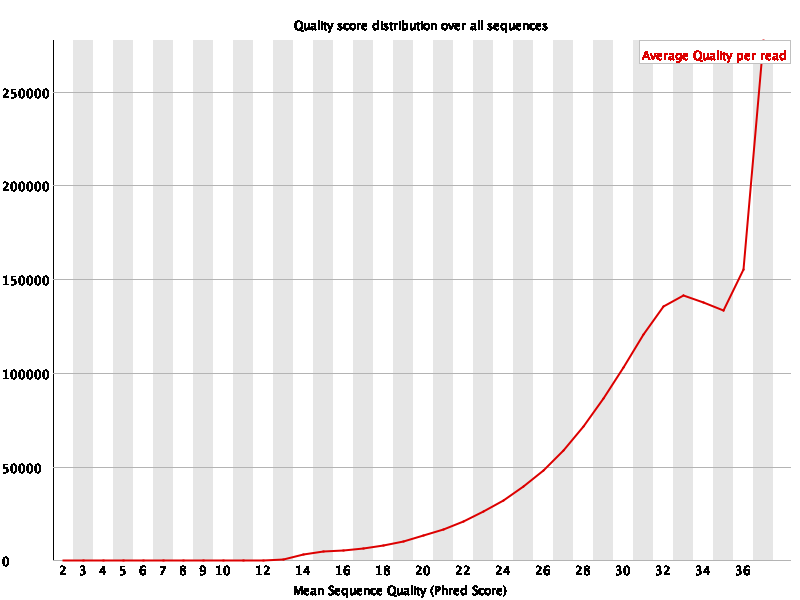 Quality score distribution over all sequences
Average Quality per read
250000
200000
150000
100000
50000
0
2 3 4 5 6 7 8 9 10 12 14 16 18 20 22 24 26 28 30 32 34 36
Mean Sequence Quality (Phred Score)